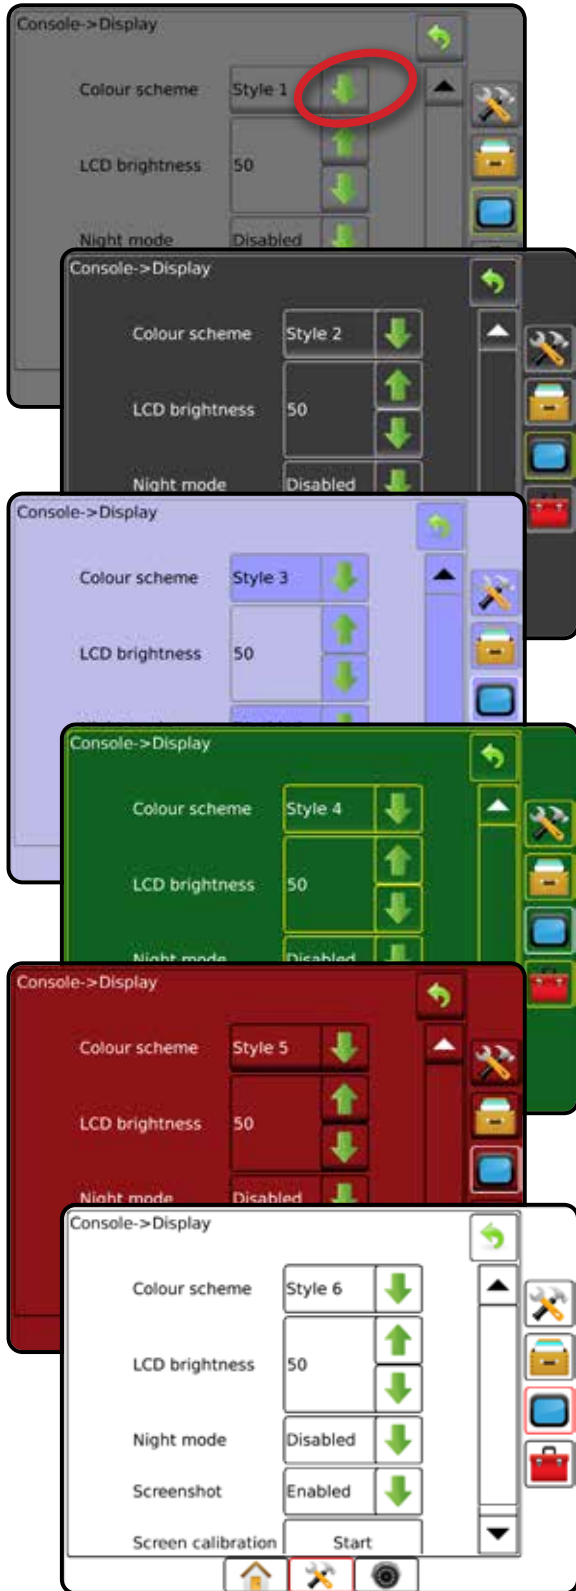 Console->Display
Colour scheme Style 1
LCD brightness 50
Night mode Disabled
Console->Display
Colour scheme Style 2
LCD brightness 50
Night mode Disabled
Console->Display
Colour scheme Style 3
LCD brightness 50
Console->Display
Colour scheme Style 4
LCD brightness 50
Night mode Disabled
Console->Display
Colour scheme Style 5
LCD brightness 50
Night mode Disabled
Console->Display
Colour scheme Style 6
LCD brightness 50
Night mode Disabled
Screenshot Enabled
Screen calibration Start